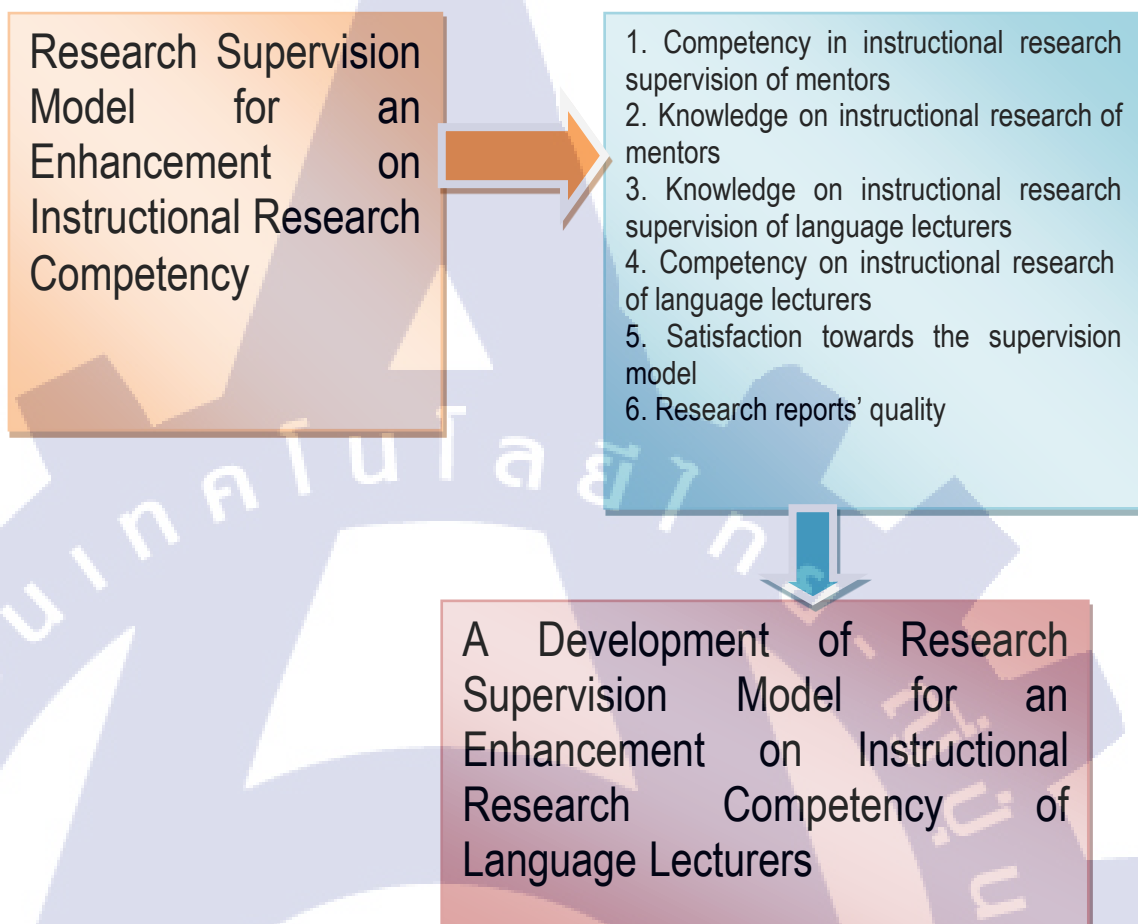 Research Supervision
Model for an
Enhancement on
Instructional Research
Competency
1. Competency in instructional research
supervision of mentors
2. Knowledge on instructional research of
mentors
3. Knowledge on instructional research
supervision of language lecturers
4. Competency on instructional research
of language lecturers
5. Satisfaction towards the supervision
model
6. Research reports’ quality
A Development of Research
Supervision Model for an
Enhancement on Instructional
Research Competency of
Language Lecturers